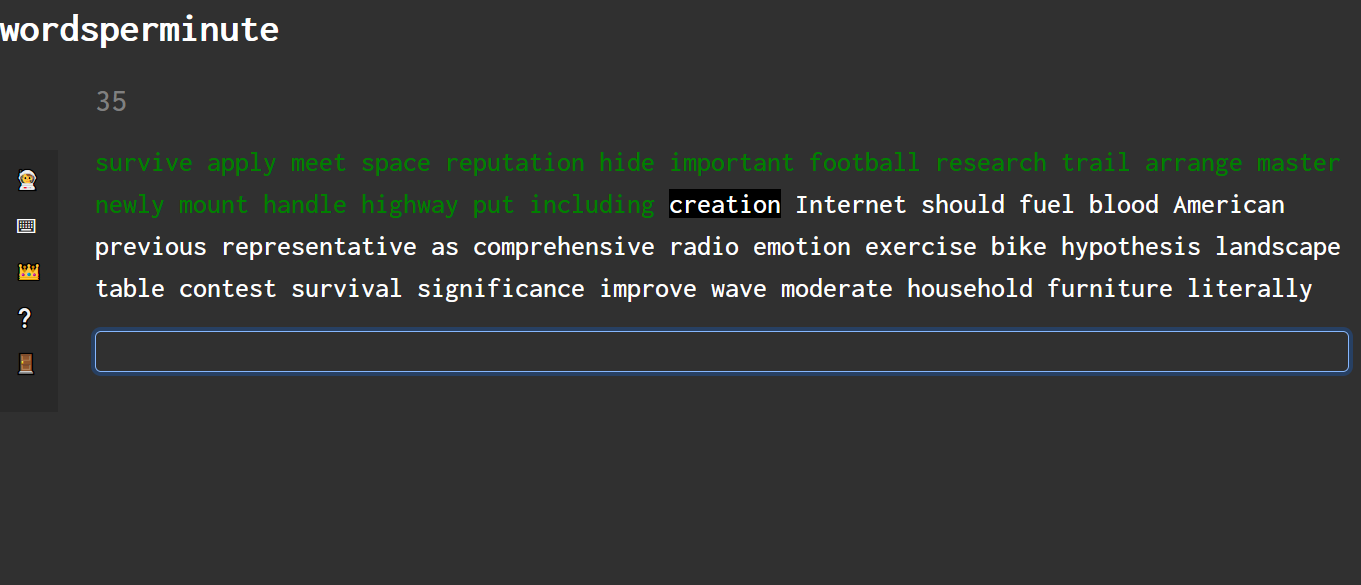 wordsperminute
35
survive apply meet space reputation hide important football research trail arrange master
newly mount handle highway put including creation Internet should fuel blood American
previous representative as comprehensive radio emotion exercise bike hypothesis landscape
table contest survival significance improve wave moderate household furniture literally
?